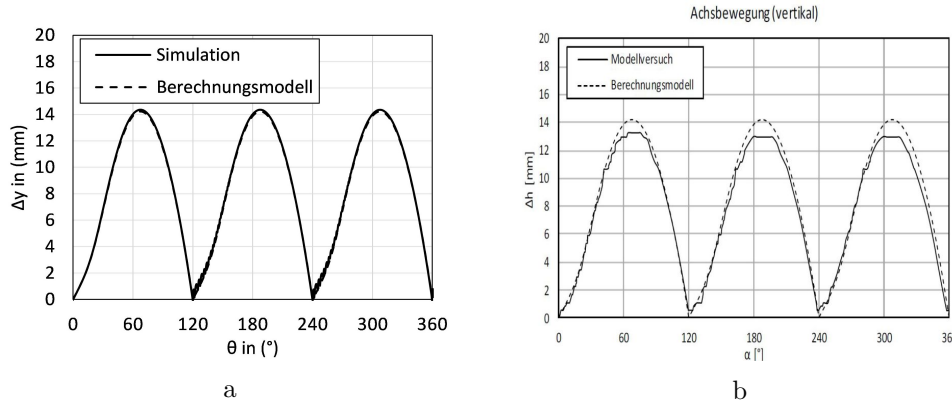 Achsbewegung (vertikal)
20
18
16
14
12
10
8
6
4
2
0
Δy in (mm)
Simulation
Berechnungsmodell
0 60 120 180 240 300 360
θ in (°)
a
20
18
16
14
12
10
8
6
4
2
0
Δh [mm]
Modellversuch
Berechnungsmodell
0 60 120 180 240 300 36
α [°]
b